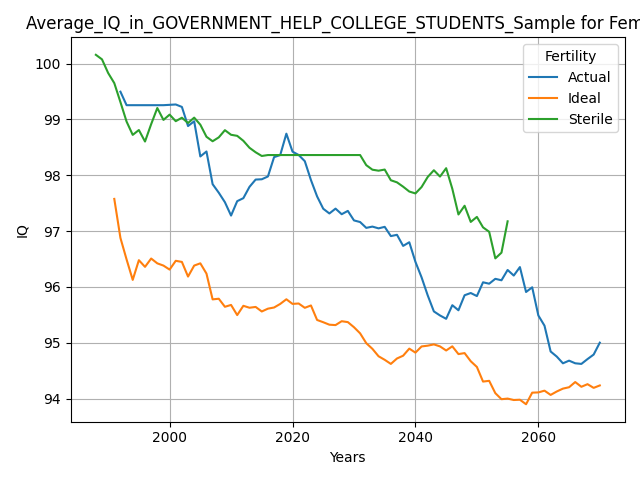 Average_IQ_in_GOVERNMENT_HELP_COLLEGE_STUDENTS_Sample for Fem
Fertility
Actual
Ideal
Sterile
IQ
100
99
98
97
96
95
94
2000
2020
2040
2060
Years